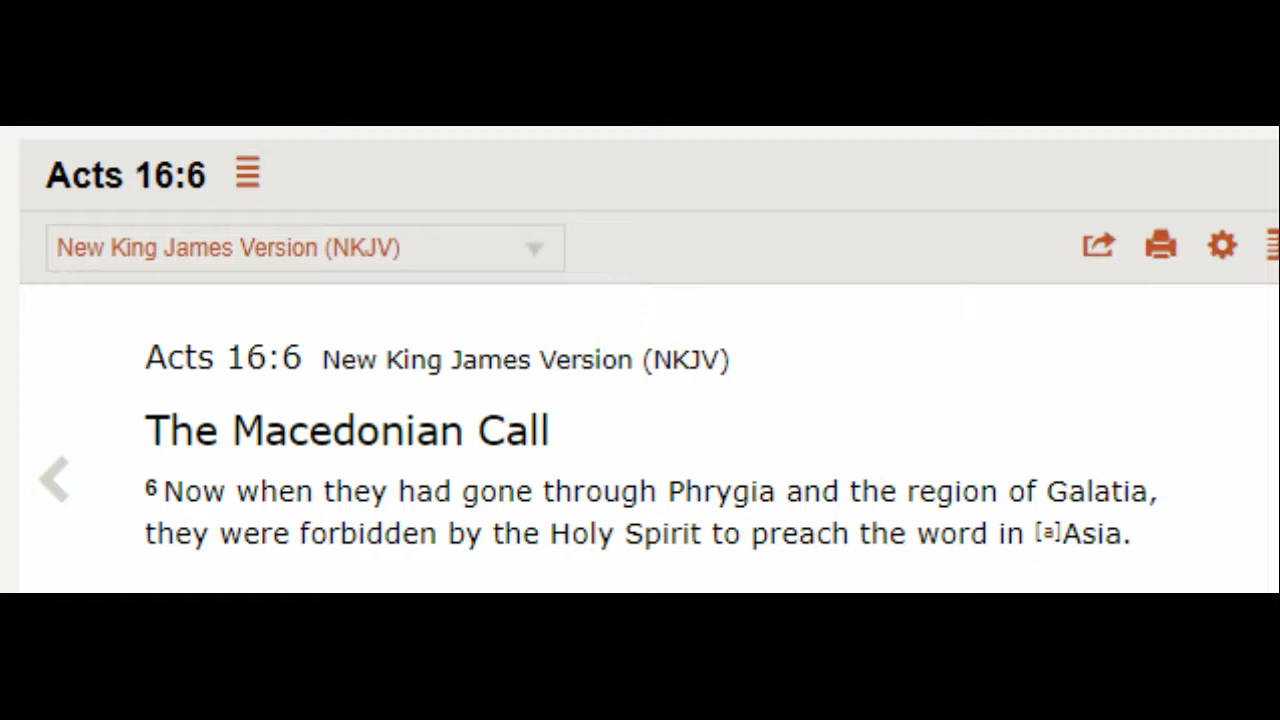 Acts 16:6
New King James Version (NKJV)
Acts 16:6 New King James Version (NKJV)
The Macedonian Call
6 Now when they had gone through Phrygia and the region of Galatia,
they were forbidden by the Holy Spirit to preach the word in [a]Asia.